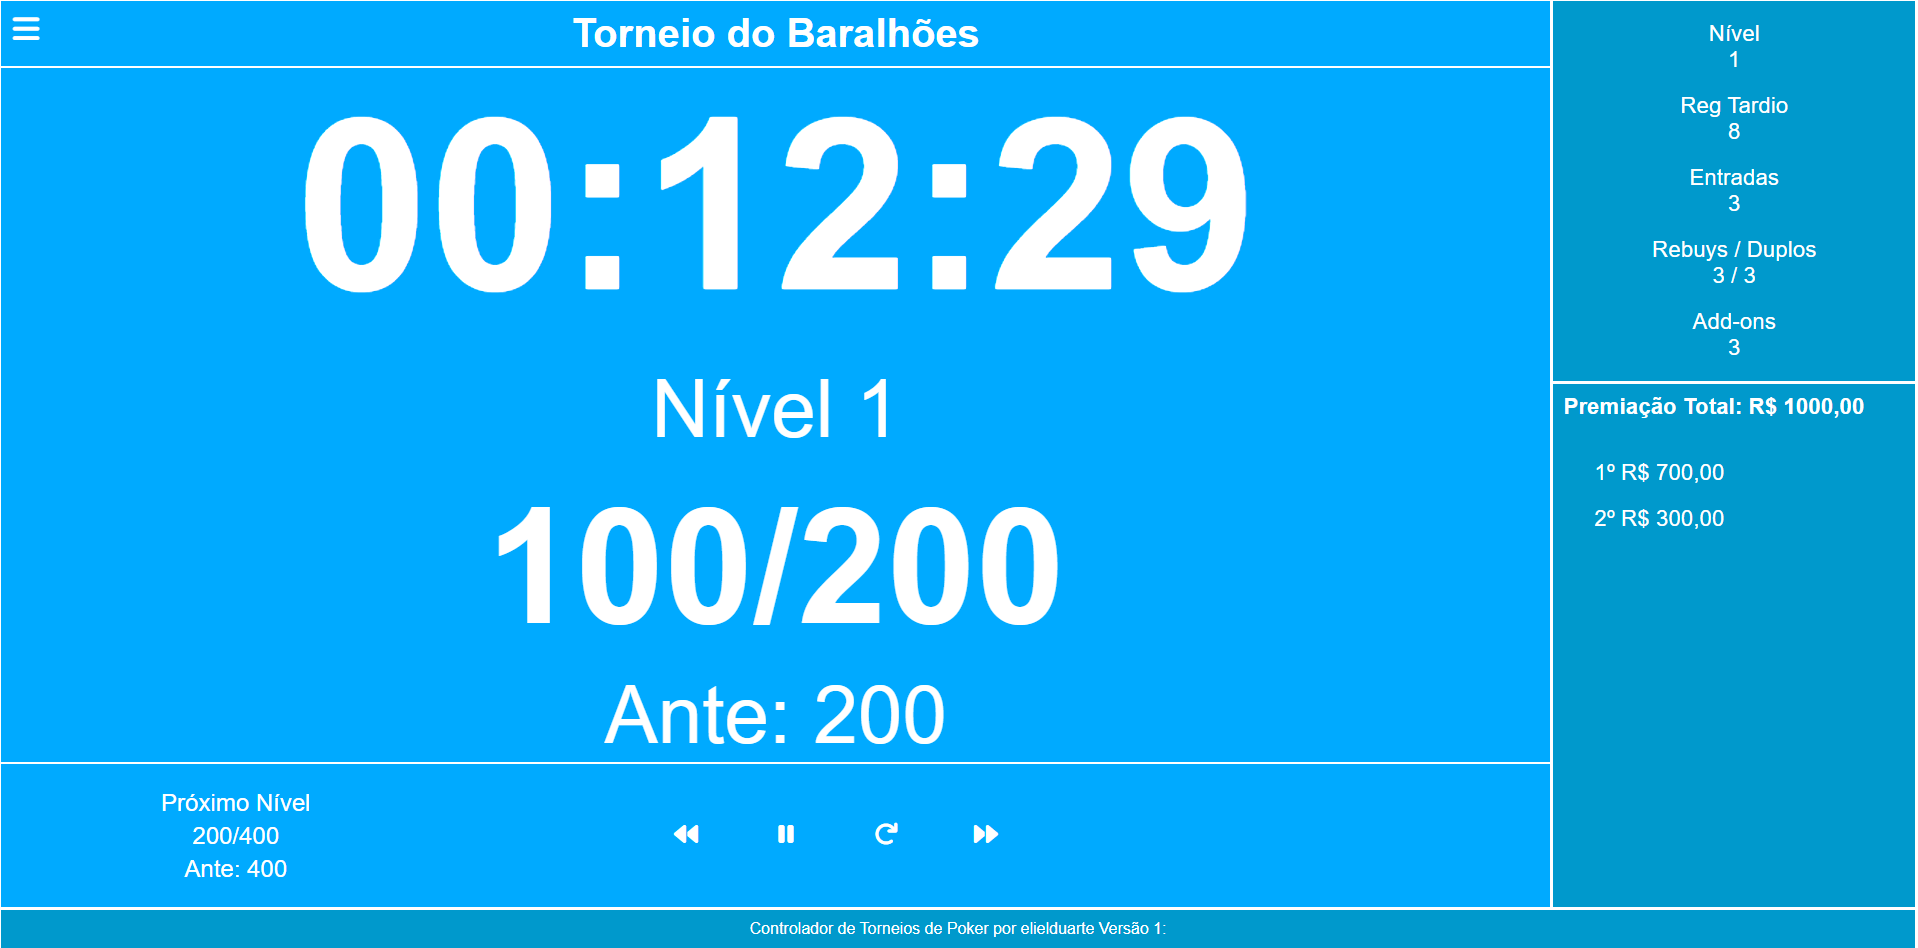 Torneio do Baralhões
00:12:29
Nível 1
100/200
Ante: 200
Próximo Nível
200/400
Ante: 400
Nível
1
Reg Tardio
8
Entradas
3
Rebuys / Duplos
3 / 3
Add-ons
3
Premiação Total: R$ 1000,00
1º R$ 700,00
2º R$ 300,00
Controlador de Torneios de Poker por elielduarte Versão 1: